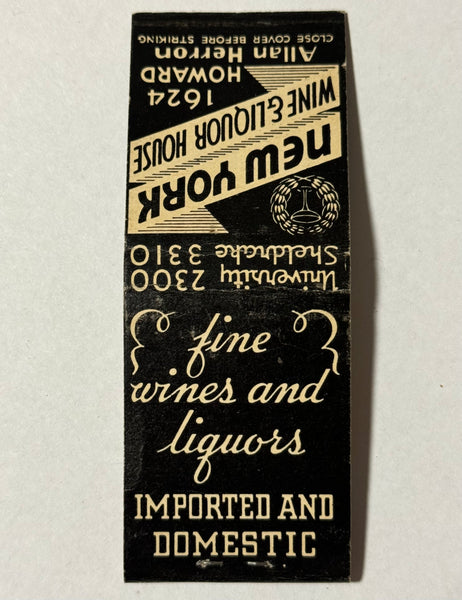 University 2300
Sheldrake 3310
NEW YORK
WINE & LIQUOR HOUSE
1624
HOWARD
Allan Herron
CLOSE COVER BEFORE STRIKING
fine
wines and
liquors
IMPORTED AND
DOMESTIC